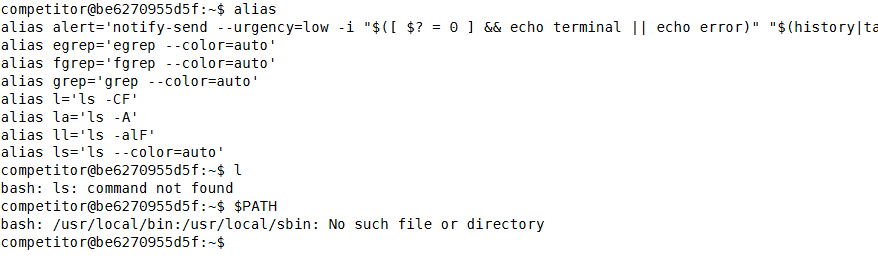 competitor@be6270955d5f:~$ alias
alias alert='notify-send --urgency=low -i "$([ $? = 0 ] && echo terminal || echo error)" "$(history|ta
alias egrep='egrep --color=auto'
alias fgrep='fgrep --color=auto'
alias grep='grep --color=auto'
alias l='ls -CF'
alias la='ls -A'
alias ll='ls -alF'
alias ls='ls --color=auto'
competitor@be6270955d5f:~$ l
bash: ls: command not found
competitor@be6270955d5f:~$ $PATH
bash: /usr/local/bin:/usr/local/sbin: No such file or directory
competitor@be6270955d5f:~$